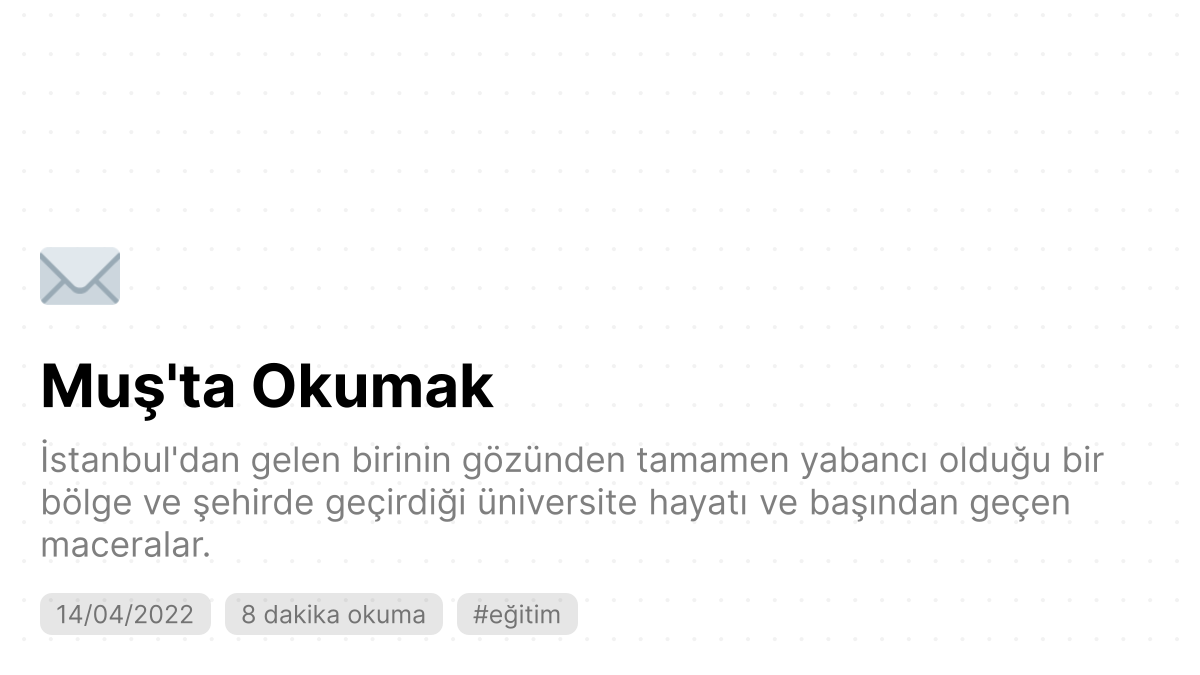 Muş'ta Okumak
İstanbul'dan gelen birinin gözünden tamamen yabancı olduğu bir
bölge ve şehirde geçirdiği üniversite hayatı ve başından geçen
maceralar.
14/04/2022 8 dakika okuma #eğitim